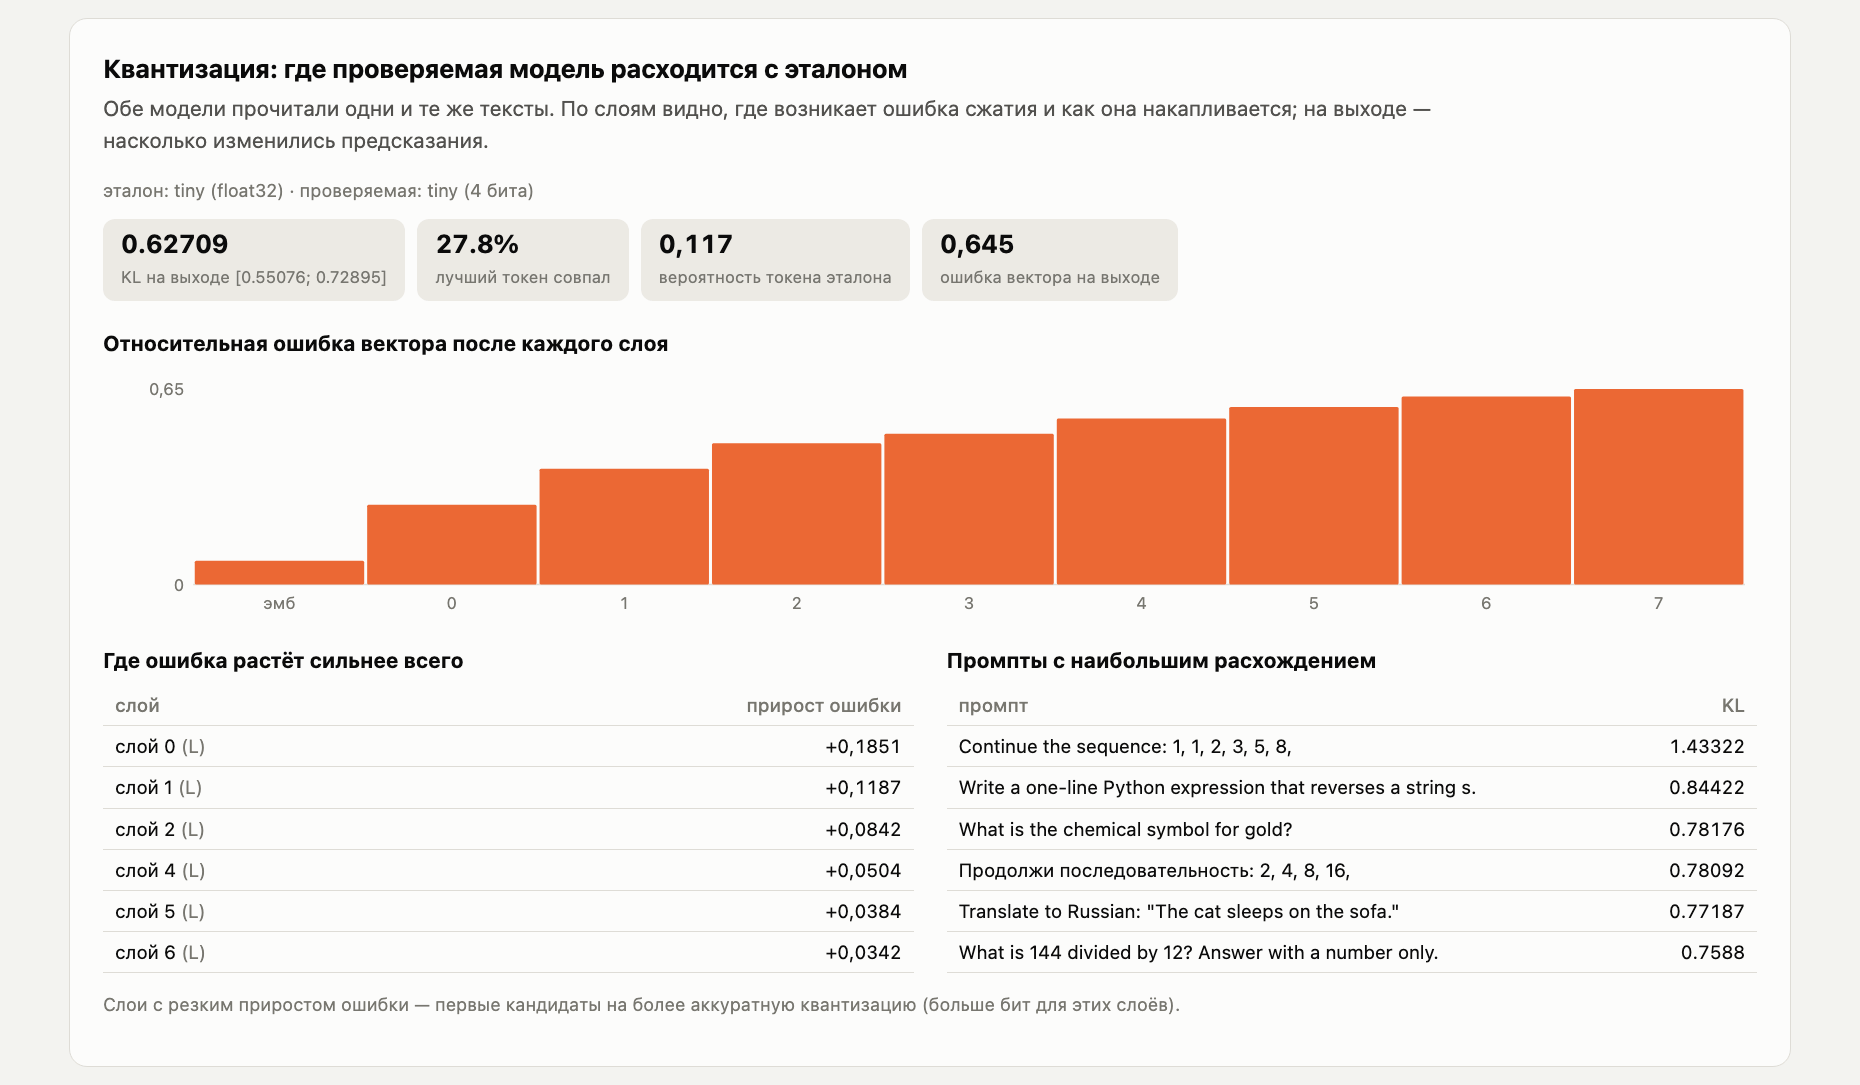 Квантизация: где проверяемая модель расходится с эталоном
Обе модели прочитали одни и те же тексты. По слоям видно, где возникает ошибка сжатия и как она накапливается; на выходе —
насколько изменились предсказания.
эталон: tiny (float32) · проверяемая: tiny (4 бита)
0.62709
KL на выходе [0.55076; 0.72895]
27.8%
лучший токен совпал
0,117
вероятность токена эталона
0,645
ошибка вектора на выходе
Относительная ошибка вектора после каждого слоя
0,65
0
эмб 0 1 2 3 4 5 6 7
Где ошибка растёт сильнее всего
слой прирост ошибки
слой 0 (L) +0,1851
слой 1 (L) +0,1187
слой 2 (L) +0,0842
слой 4 (L) +0,0504
слой 5 (L) +0,0384
слой 6 (L) +0,0342
Промпты с наибольшим расхождением
промпт KL
Continue the sequence: 1, 1, 2, 3, 5, 8, 1.43322
Write a one-line Python expression that reverses a string s. 0.84422
What is the chemical symbol for gold? 0.78176
Продолжи последовательность: 2, 4, 8, 16, 0.78092
Translate to Russian: "The cat sleeps on the sofa." 0.77187
What is 144 divided by 12? Answer with a number only. 0.7588
Слои с резким приростом ошибки — первые кандидаты на более аккуратную квантизацию (больше бит для этих слоёв).